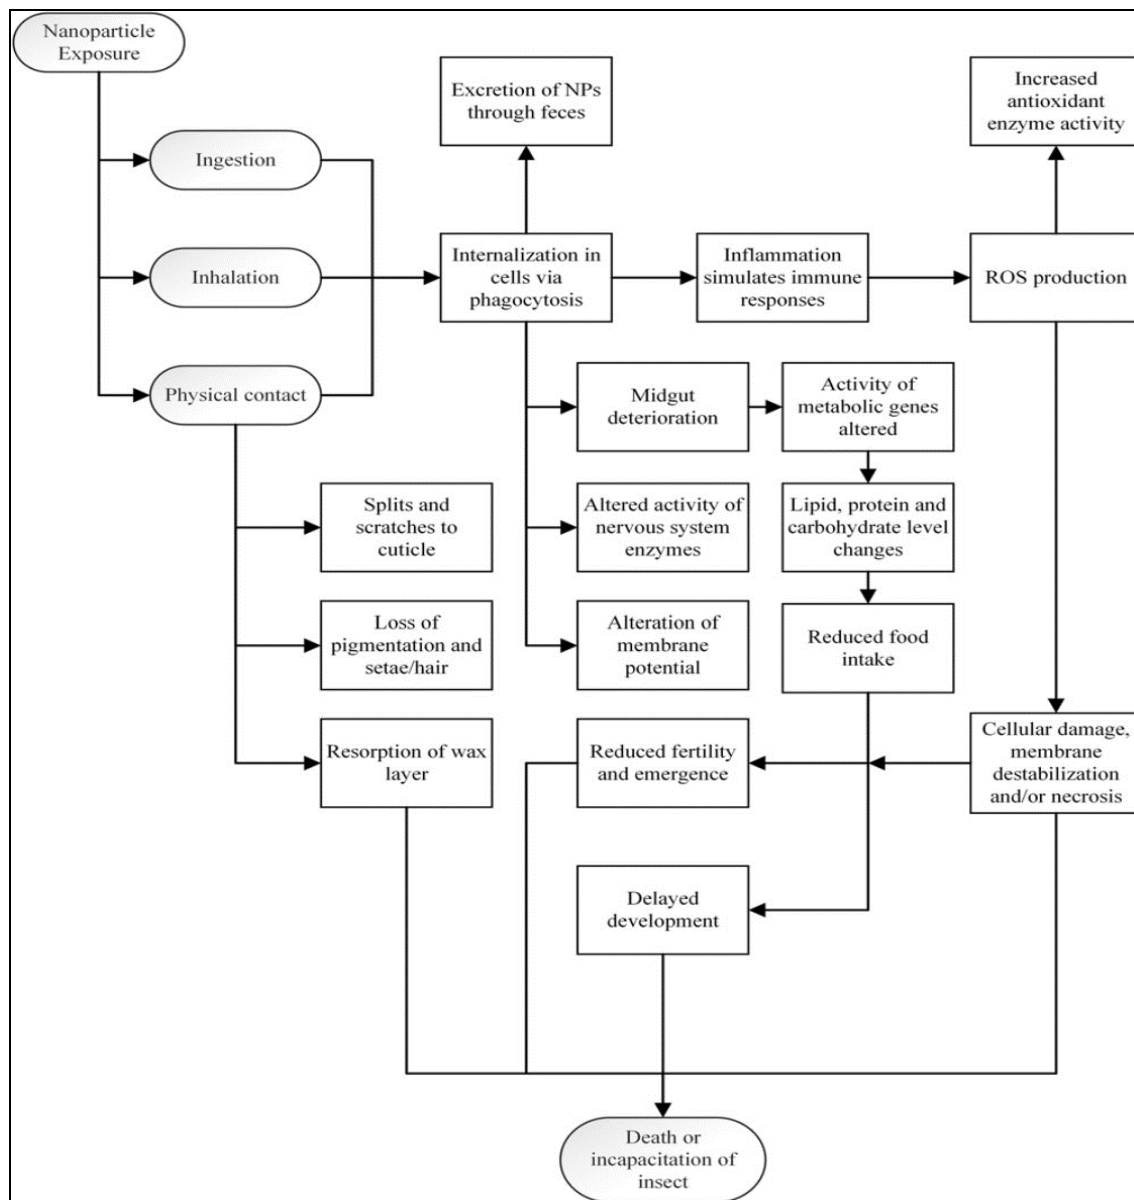 Nanoparticle
Exposure
Excretion of NPs
through feces
Increased
antioxidant
enzyme activity
Ingestion
Inhalation
Internalization in
cells via
phagocytosis
Inflammation
simulates immune
responses
ROS production
Physical contact
Midgut
deterioration
Activity of
metabolic genes
altered
Splits and
scratches to
cuticle
Altered activity of
nervous system
enzymes
Lipid, protein and
carbohydrate level
changes
Loss of
pigmentation and
setae/hair
Alteration of
membrane
potential
Reduced food
intake
Resorption of wax
layer
Reduced fertility
and emergence
Cellular damage,
membrane
destabilization
and/or necrosis
Delayed
development
Death or
incapacitation of
insect